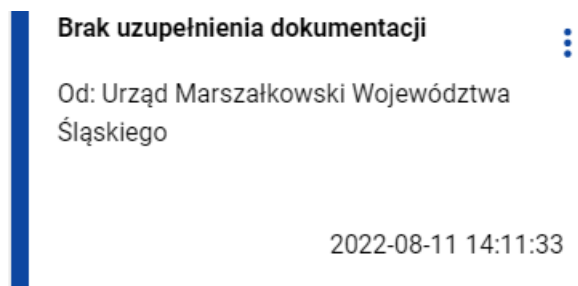 Brak uzupełnienia dokumentacji
Od: Urząd Marszałkowski Województwa
Śląskiego
2022-08-11 14:11:33